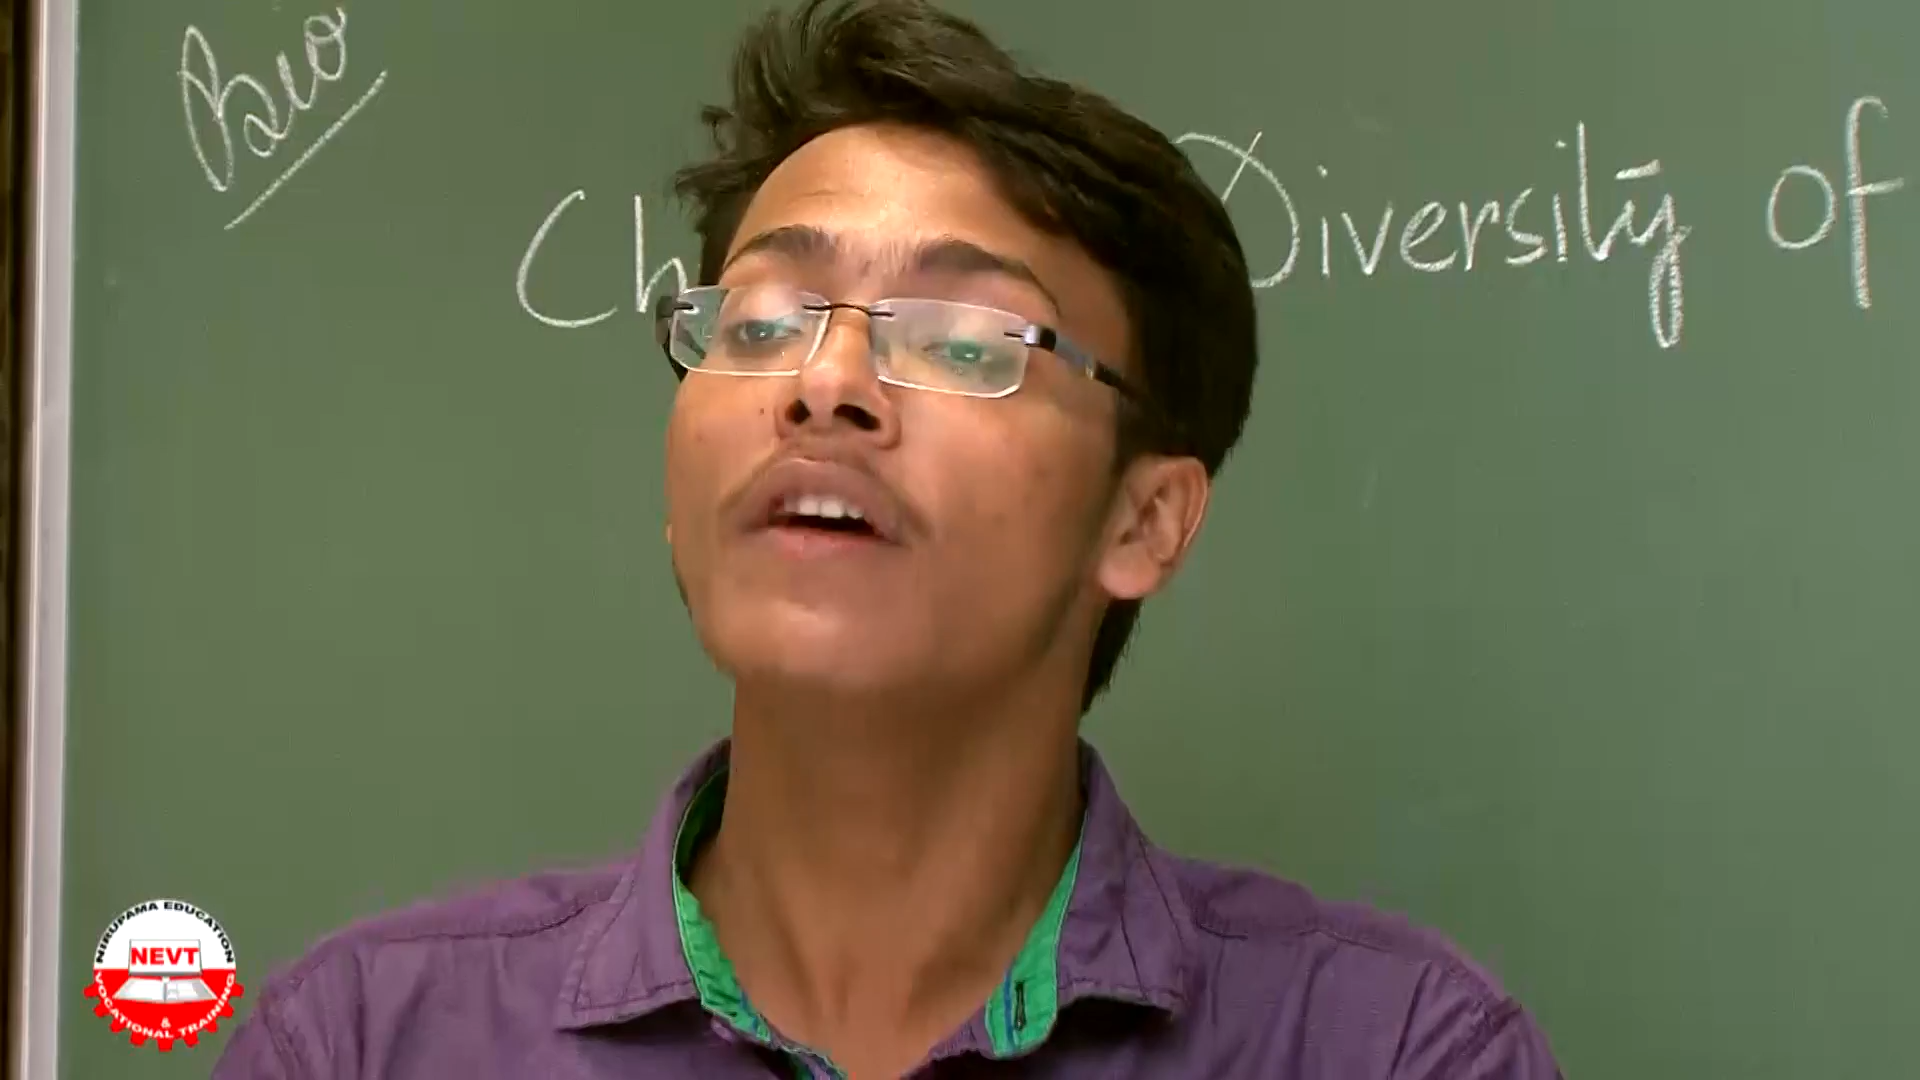 Bio
Ch Diversity of
NIRUPAMA EDUCATION
NEVT
VOCATIONAL TRAINING
&